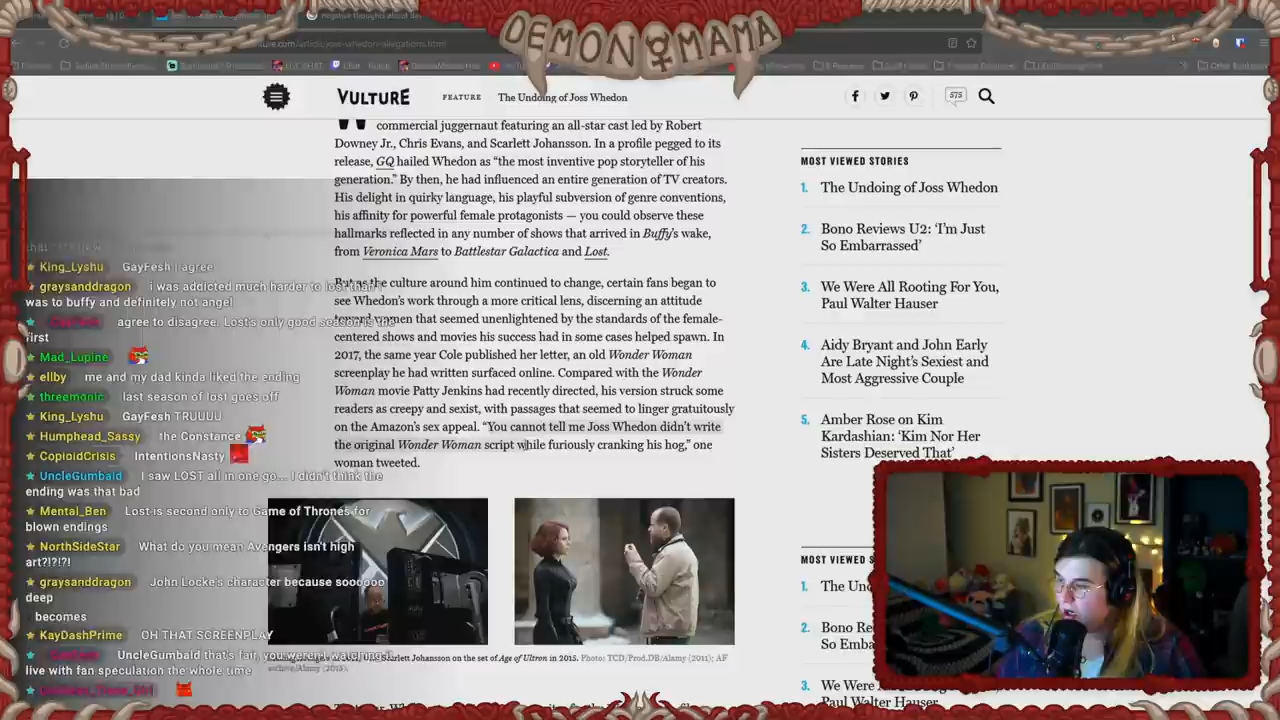 DEMON MAMA
VULTURE
FEATURE
The Undoing of Joss Whedon
575
commercial juggernaut featuring an all-star cast led by Robert
Downey Jr., Chris Evans, and Scarlett Johansson. In a profile pegged to its
release, GQ hailed Whedon as “the most inventive pop storyteller of his
generation.” By then, he had influenced an entire generation of TV creators.
His delight in quirky language, his playful subversion of genre conventions,
his affinity for powerful female protagonists — you could observe these
hallmarks reflected in any number of shows that arrived in Buffy’s wake,
from Veronica Mars to Battlestar Galactica and Lost.
But as the culture around him continued to change, certain fans began to
see Whedon’s work through a more critical lens, discerning an attitude
toward women that seemed unenlightened by the standards of the female-
centered shows and movies his success had in some cases helped spawn. In
2017, the same year Cole published her letter, an old Wonder Woman
screenplay he had written surfaced online. Compared with the Wonder
Woman movie Patty Jenkins had recently directed, his version struck some
readers as creepy and sexist, with passages that seemed to linger gratuitously
on the Amazon’s sex appeal. “You cannot tell me Joss Whedon didn’t write
the original Wonder Woman script while furiously cranking his hog,” one
woman tweeted.
Scarlett Johansson on the set of Age of Ultron in 2015. Photo: TCD/Prod.DB/Alamy (2011); AF
archive/Alamy (2015).
MOST VIEWED STORIES
1. The Undoing of Joss Whedon
2. Bono Reviews U2: ‘I’m Just
So Embarrassed’
3. We Were All Rooting For You,
Paul Walter Hauser
4. Aidy Bryant and John Early
Are Late Night’s Sexiest and
Most Aggressive Couple
5. Amber Rose on Kim
Kardashian: ‘Kim Nor Her
Sisters Deserved That’
MOST VIEWED S
1. The Und
2. Bono Re
So Emba
3. We Were
Paul Walter Hauser
King_Lyshu GayFesh I agree
graysanddragon i was addicted much harder to lost than i
was to buffy and definitely not angel
agree to disagree. Lost's only good season is the
first
Mad_Lupine
ellby me and my dad kinda liked the ending
threemonic last season of lost goes off
King_Lyshu GayFesh TRUUUU
Humphead_Sassy the Constance
CopioidCrisis IntentionsNasty
UncleGumbald I saw LOST all in one go... I didn't think the
ending was that bad
Mental_Ben Lost is second only to Game of Thrones for
blown endings
NorthSideStar What do you mean Avengers isn't high
art?!?!?!
graysanddragon John Locke's character because soooooo
deep
becomes
KayDashPrime OH THAT SCREENPLAY
UncleGumbald that's fair, you weren't watching it
live with fan speculation the whole time